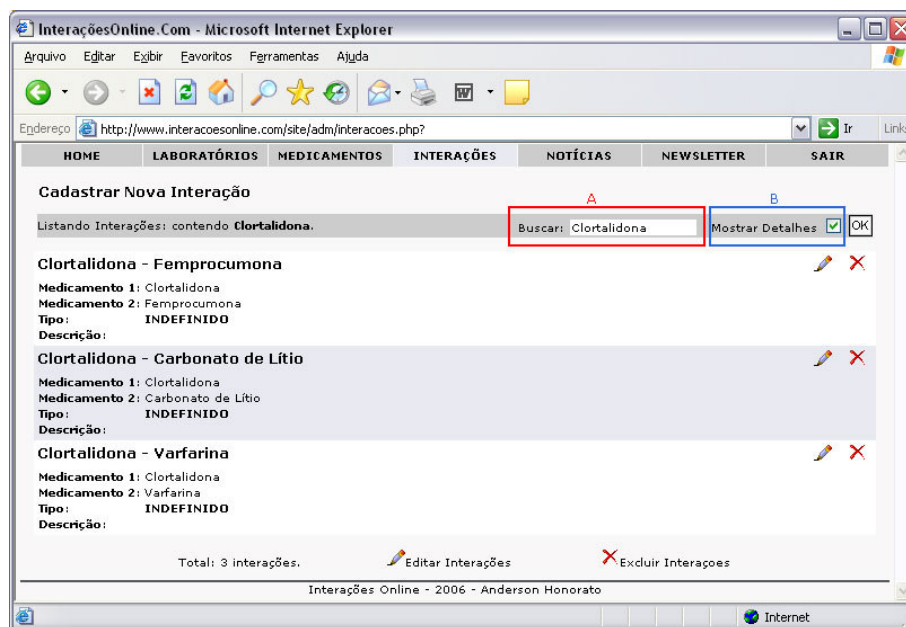 InteraçõesOnline.Com - Microsoft Internet Explorer
Arquivo Editar Exibir Favoritos Ferramentas Ajuda
Endereço http://www.interacoesonline.com/site/adm/interacoes.php? Ir Links
HOME LABORATÓRIOS MEDICAMENTOS INTERAÇÕES NOTÍCIAS NEWSLETTER SAIR
Cadastrar Nova Interação
A B
Listando Interações: contendo Clortalidona. Buscar: Clortalidona Mostrar Detalhes OK
Clortalidona - Femprocumona
Medicamento 1: Clortalidona
Medicamento 2: Femprocumona
Tipo: INDEFINIDO
Descrição:
Clortalidona - Carbonato de Lítio
Medicamento 1: Clortalidona
Medicamento 2: Carbonato de Lítio
Tipo: INDEFINIDO
Descrição:
Clortalidona - Varfarina
Medicamento 1: Clortalidona
Medicamento 2: Varfarina
Tipo: INDEFINIDO
Descrição:
Total: 3 interações. Editar Interações Excluir Interaçoes
Interações Online - 2006 - Anderson Honorato
Internet